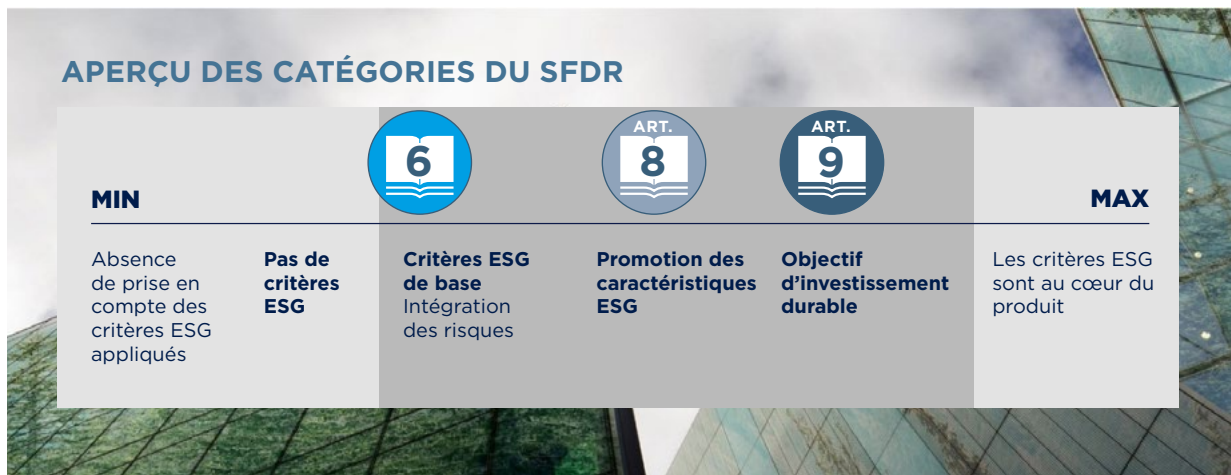 APERÇU DES CATÉGORIES DU SFDR
6
ART.
8
ART.
9
MIN
MAX
Absence
de prise en
compte des
critères ESG
appliqués
Pas de
critères
ESG
Critères ESG
de base
Intégration
des risques
Promotion des
caractéristiques
ESG
Objectif
d'investissement
durable
Les critères ESG
sont au cœur du
produit